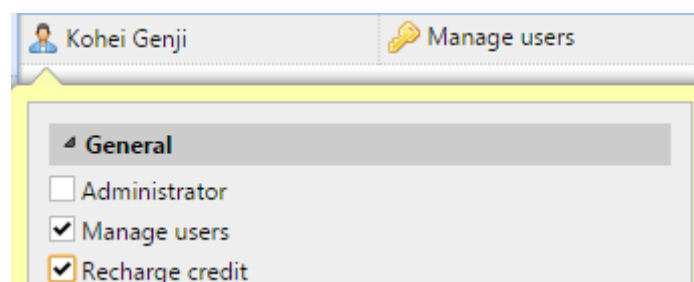 Kohei Genji Manage users
General
Administrator
Manage users
Recharge credit